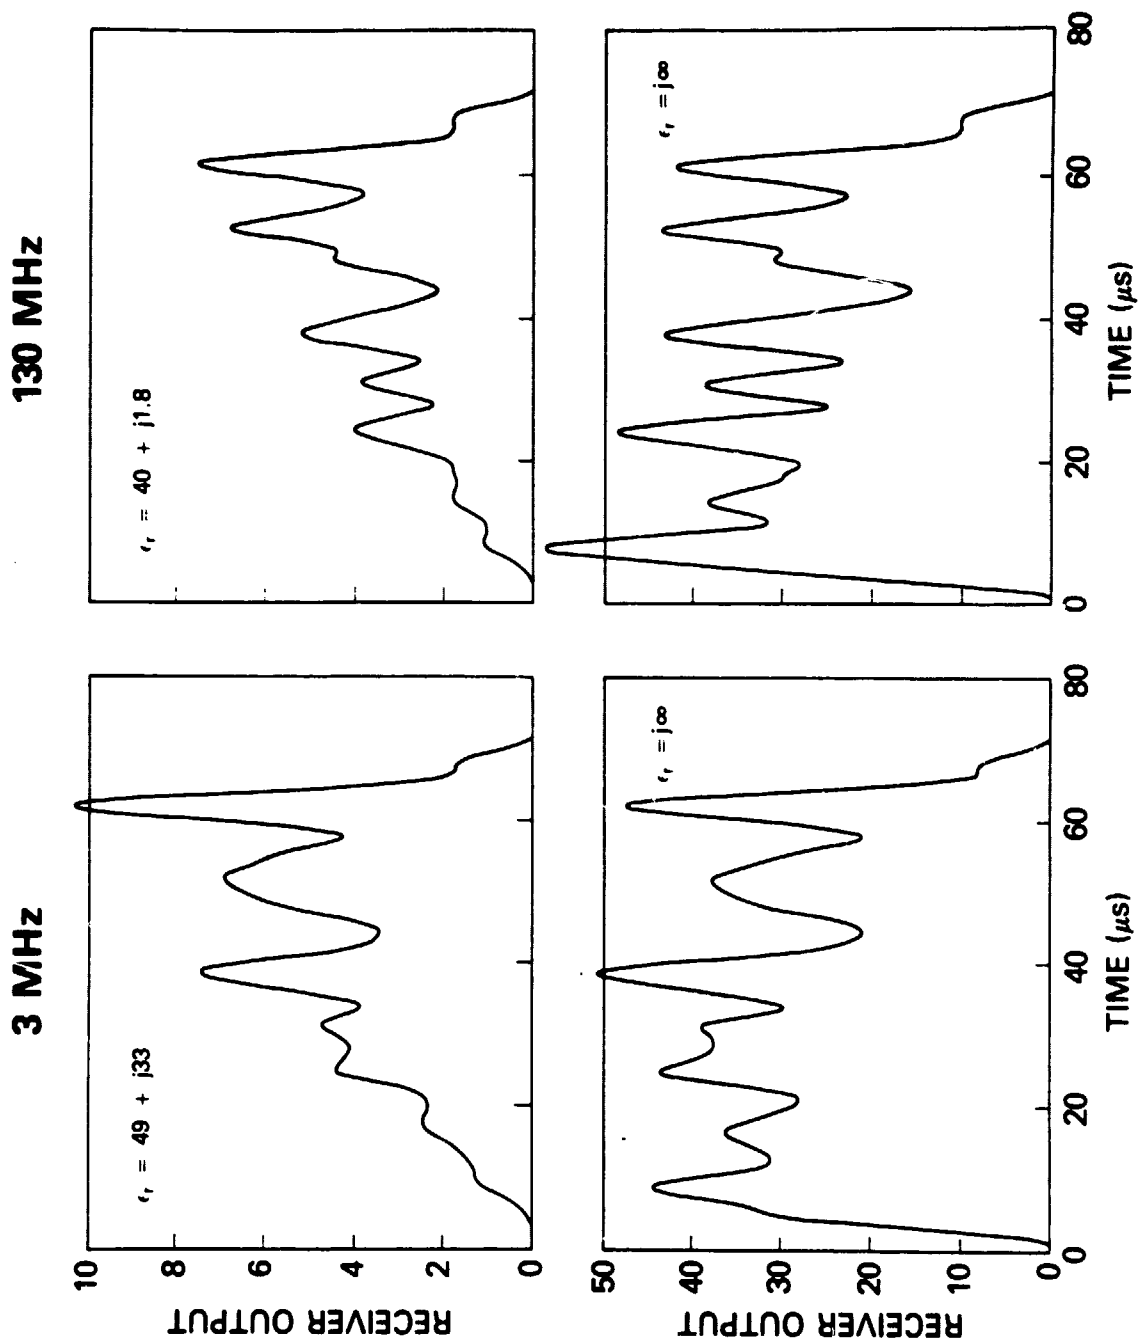 3 MHz
130 MHz
RECEIVER OUTPUT
10
8
6
4
2
0
ϵr = 49 + j33
ϵr = 40 + j1.8
RECEIVER OUTPUT
50
40
30
20
10
0
ϵr = j∞
ϵr = j∞
0 20 40 60 80
0 20 40 60 80
TIME (μs)
TIME (μs)